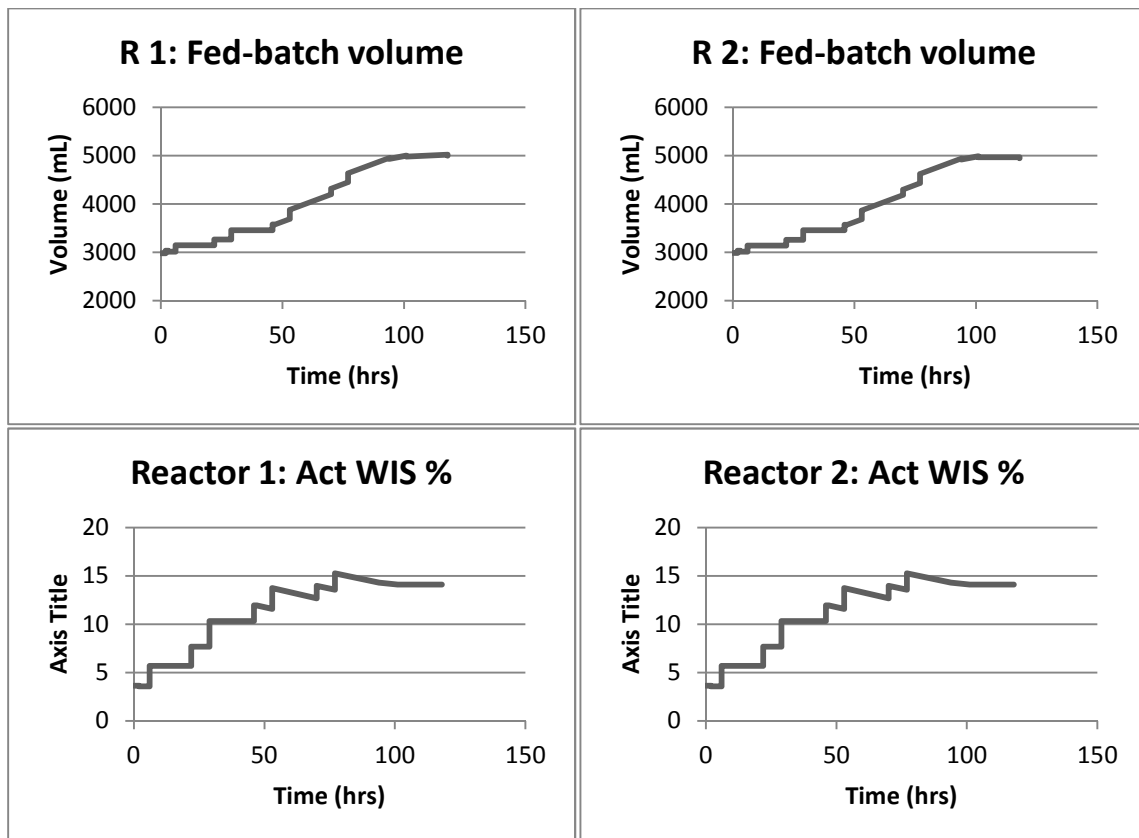 R 1: Fed-batch volume
Volume (mL)
6000
5000
4000
3000
2000
0 50 100 150
Time (hrs)
R 2: Fed-batch volume
Volume (mL)
6000
5000
4000
3000
2000
0 50 100 150
Time (hrs)
Reactor 1: Act WIS %
Axis Title
20
15
10
5
0
0 50 100 150
Time (hrs)
Reactor 2: Act WIS %
Axis Title
20
15
10
5
0
0 50 100 150
Time (hrs)